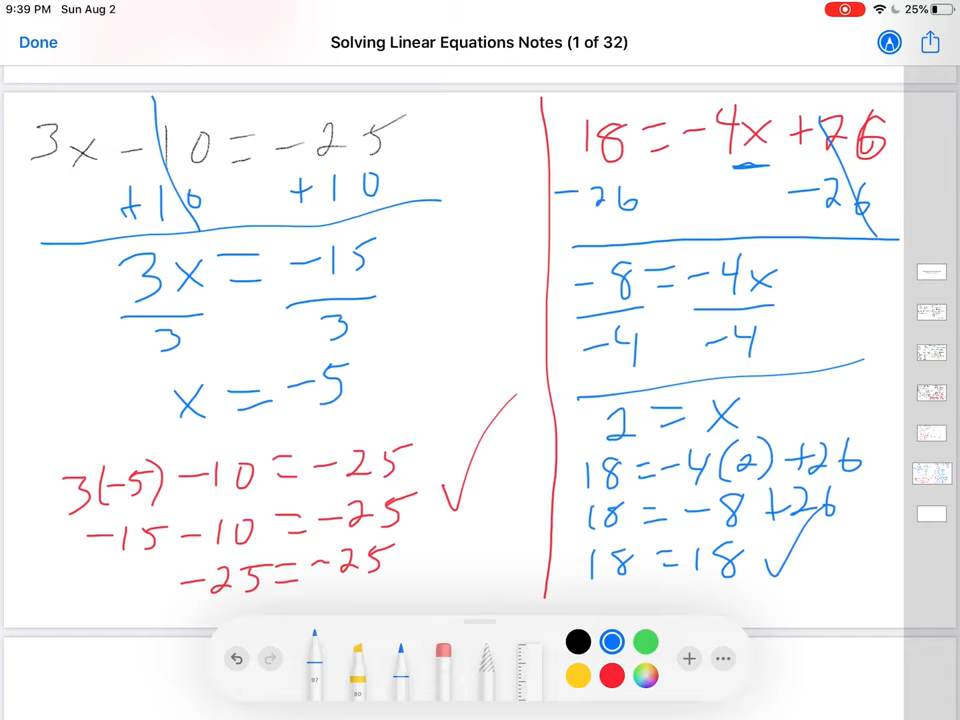 9:39 PM Sun Aug 2
25%
Done
Solving Linear Equations Notes (1 of 32)
3x - 10 = -25
+10 +10
3x = -15
3 3
x = -5
3(-5) - 10 = -25
-15 - 10 = -25
-25 = -25
18 = -4x + 26
-26 -26
-8 = -4x
-4 -4
2 = x
18 = -4(2) + 26
18 = -8 + 26
18 = 18
97
80